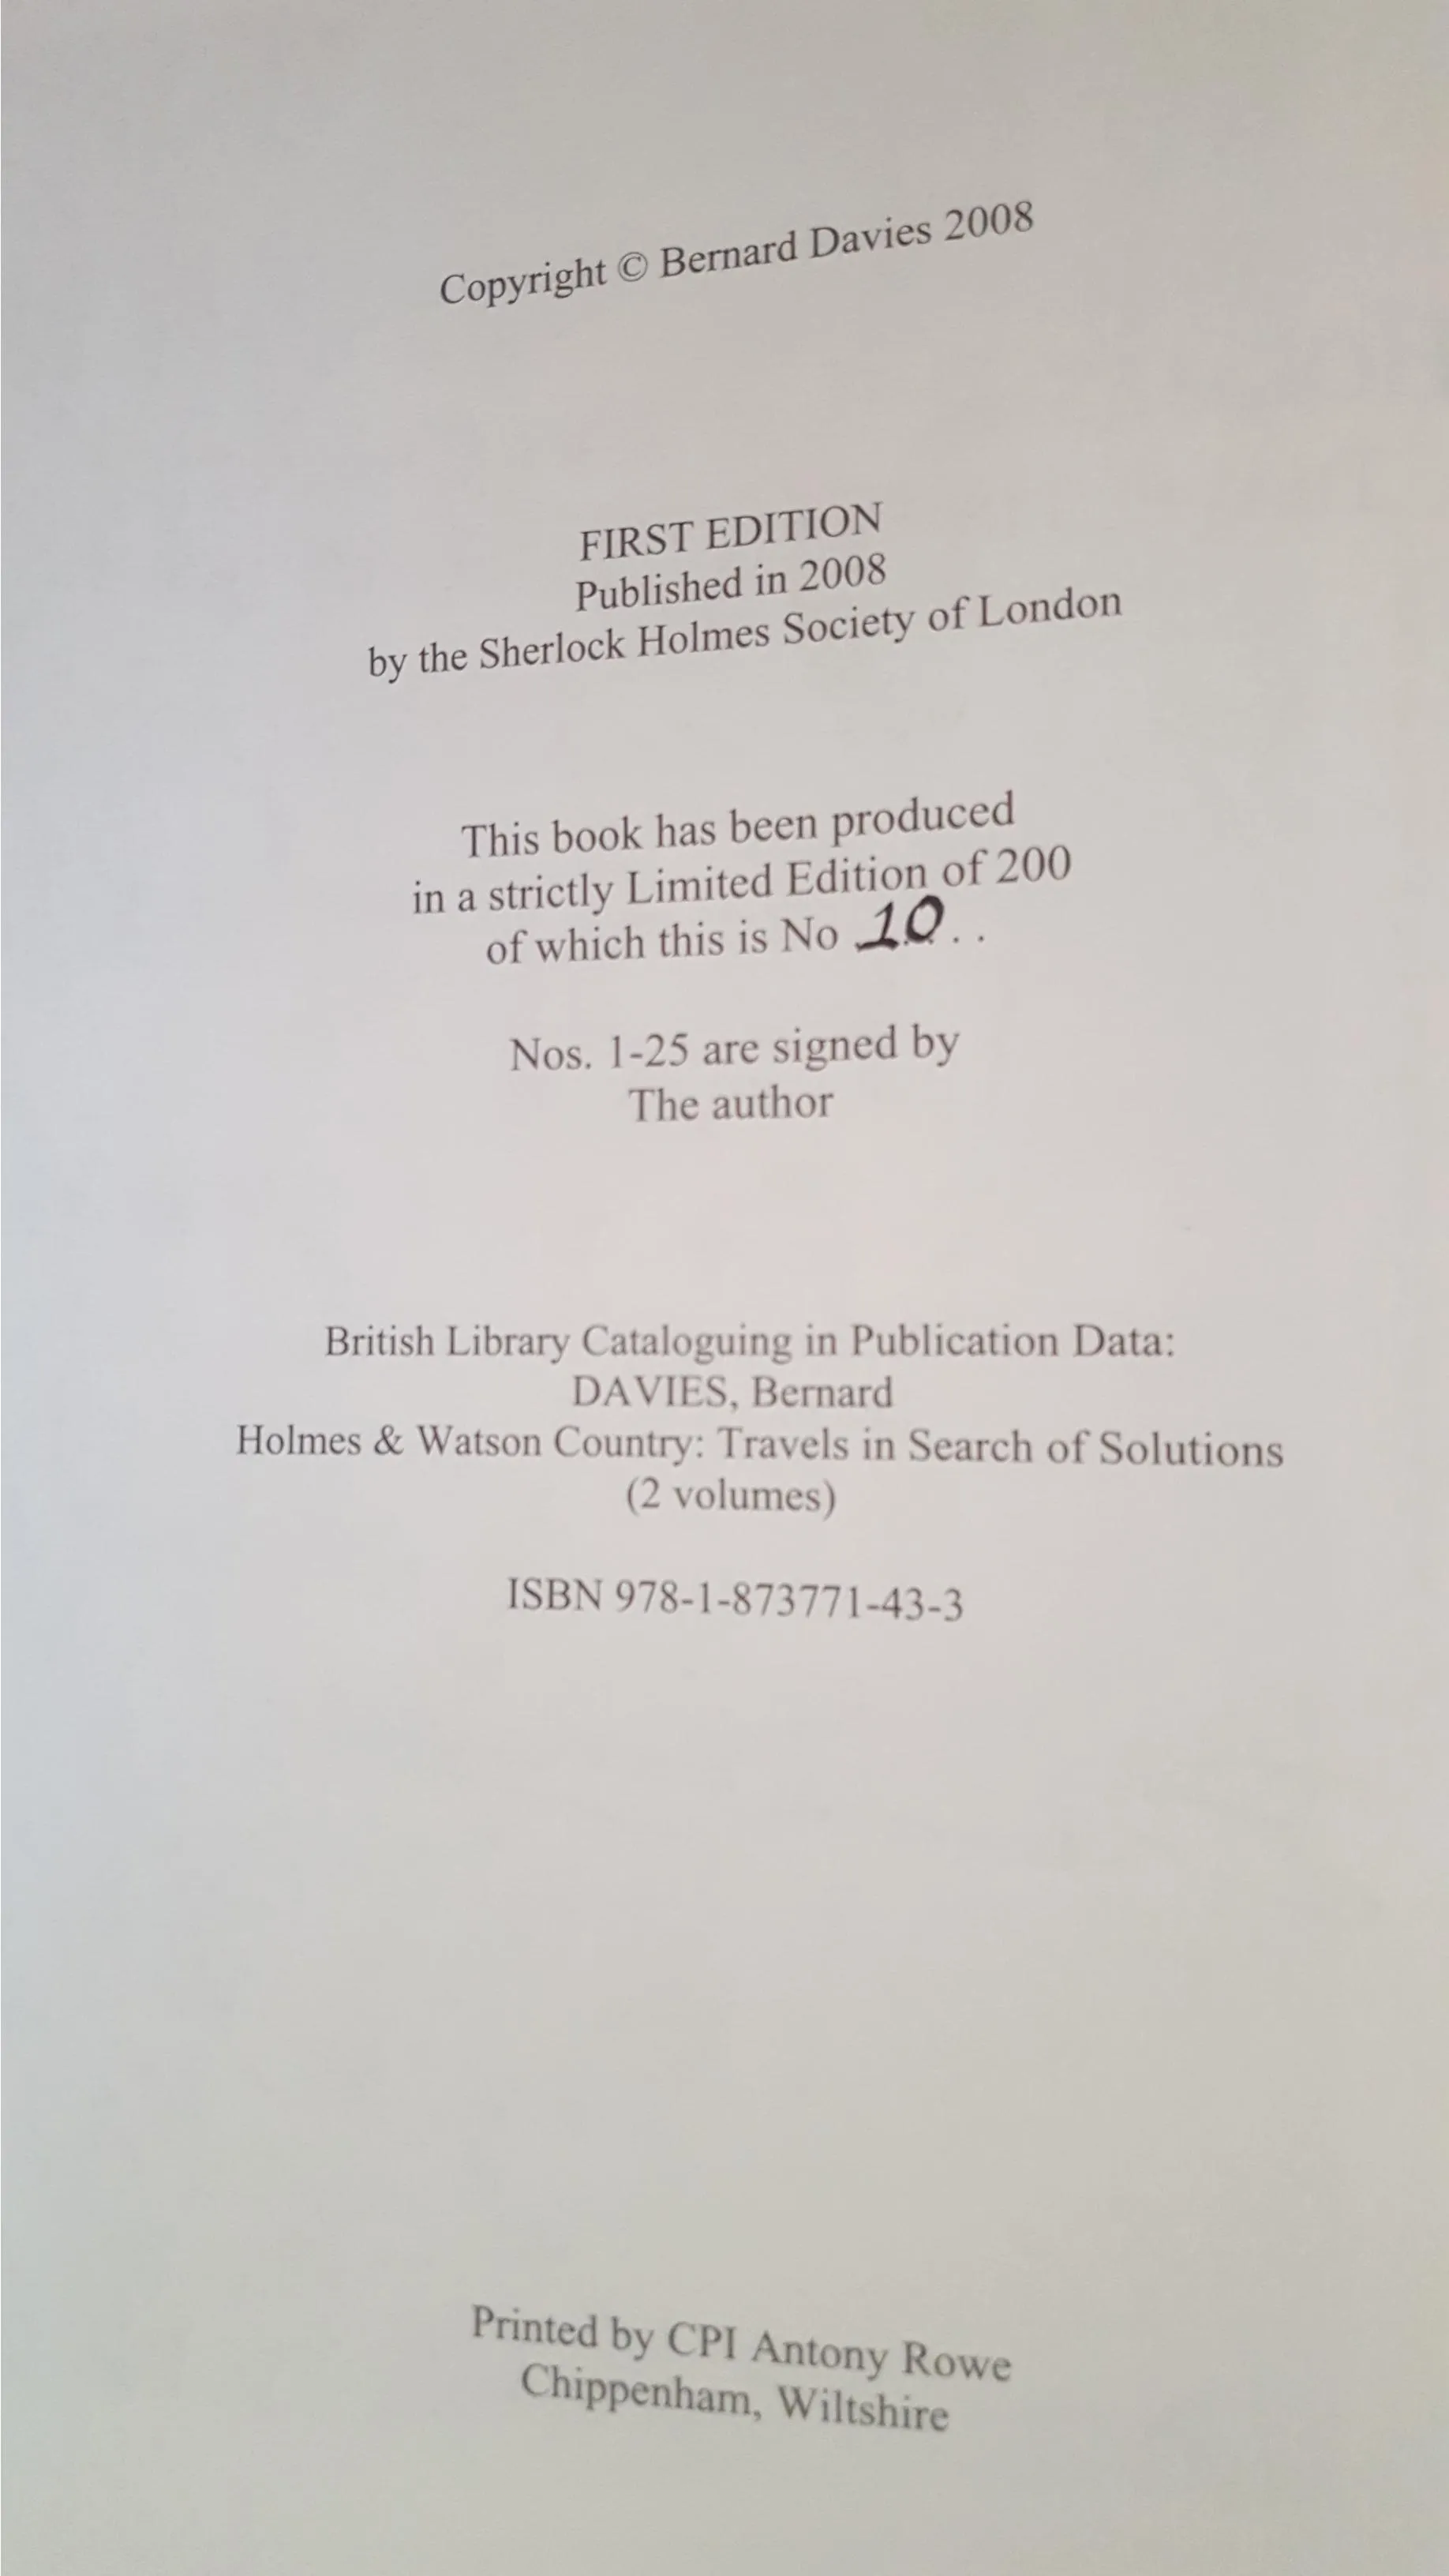 Copyright © Bernard Davies 2008
FIRST EDITION
Published in 2008
by the Sherlock Holmes Society of London
This book has been produced
in a strictly Limited Edition of 200
of which this is No 10 . .
Nos. 1-25 are signed by
The author
British Library Cataloguing in Publication Data:
DAVIES, Bernard
Holmes & Watson Country: Travels in Search of Solutions
(2 volumes)
ISBN 978-1-873771-43-3
Printed by CPI Antony Rowe
Chippenham, Wiltshire